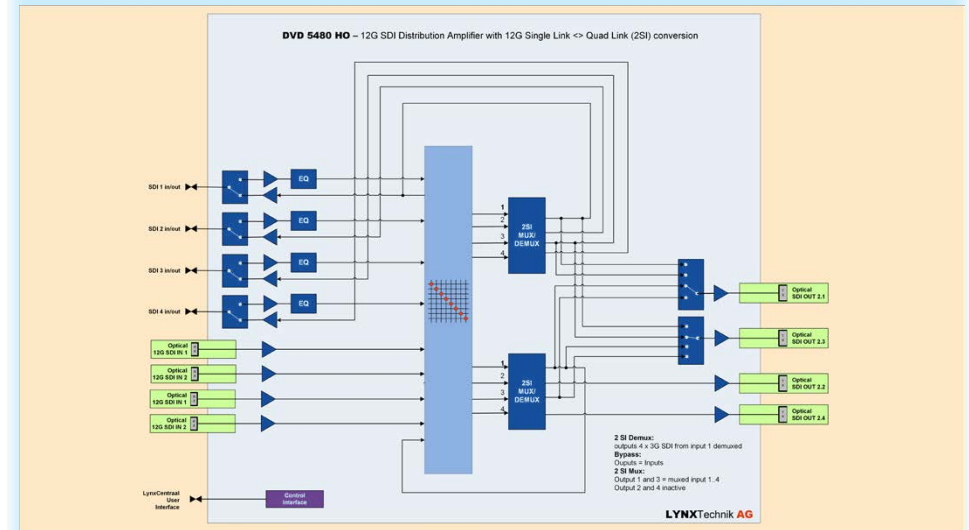 DVD 5480 HO – 12G SDI Distribution Amplifier with 12G Single Link <> Quad Link (2SI) conversion
SDI 1 in/out
EQ
SDI 2 in/out
EQ
SDI 3 in/out
EQ
SDI 4 in/out
EQ
Optical
12G SDI IN 1
Optical
12G SDI IN 2
Optical
12G SDI IN 1
Optical
12G SDI IN 2
LynxCentraal
User
Interface
Control
Interface
1
2
3
4
2SI
MUX/
DEMUX
1
2
3
4
2SI
MUX/
DEMUX
Optical
SDI OUT 2.1
Optical
SDI OUT 2.3
Optical
SDI OUT 2.2
Optical
SDI OUT 2.4
2 SI Demux:
outputs 4 x 3G SDI from input 1 demuxed
Bypass:
Ouputs = Inputs
2 SI Mux:
Output 1 and 3 = muxed input 1..4
Output 2 and 4 inactive
LYNXTechnik AG